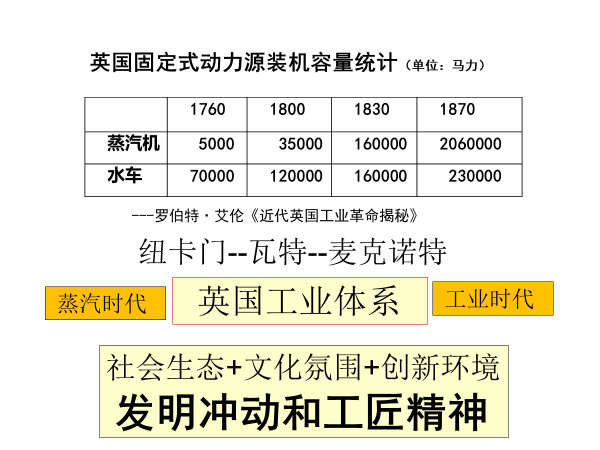 英国固定式动力源装机容量统计（单位：马力）
1760 1800 1830 1870
蒸汽机 5000 35000 160000 2060000
水车 70000 120000 160000 230000
---罗伯特·艾伦《近代英国工业革命揭秘》
纽卡门--瓦特--麦克诺特
蒸汽时代 英国工业体系 工业时代
社会生态+文化氛围+创新环境
发明冲动和工匠精神